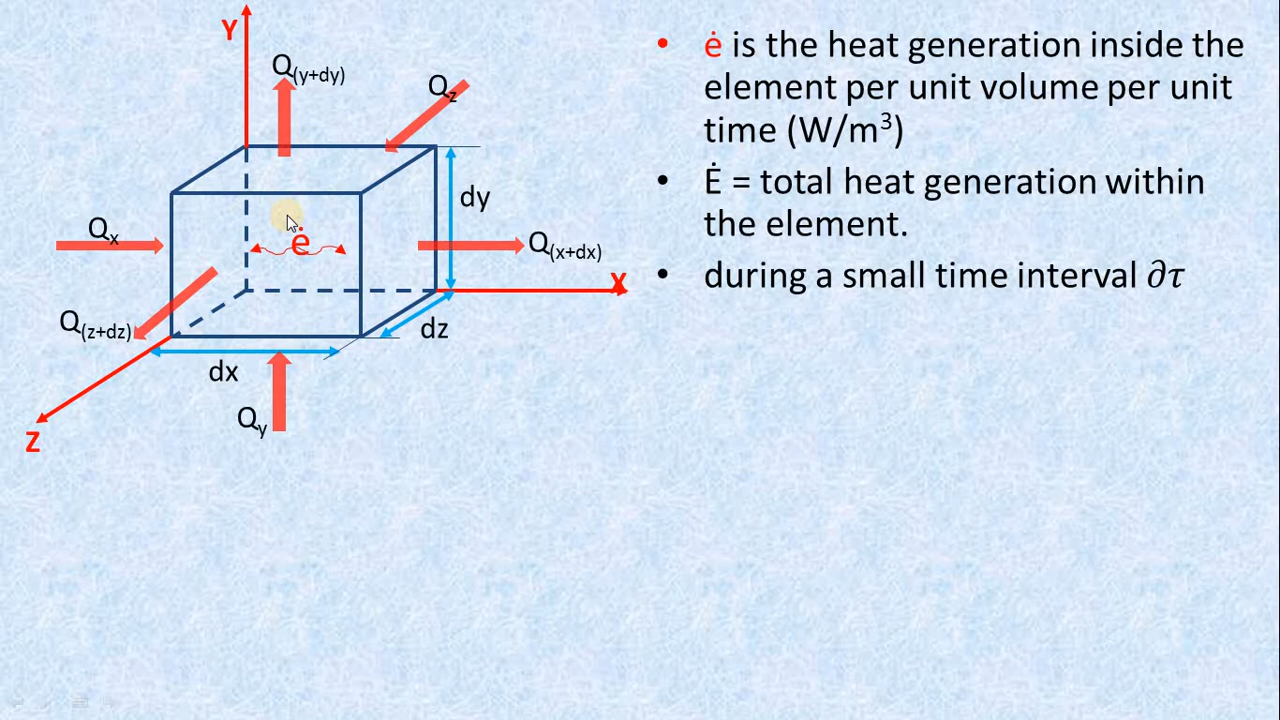 Y
Q(y+dy)
Qz
dy
Qx
ė
Q(x+dx)
X
Q(z+dz)
dz
dx
Qy
Z
• ė is the heat generation inside the
element per unit volume per unit
time (W/m³)
• Ė = total heat generation within
the element.
• during a small time interval ∂τ